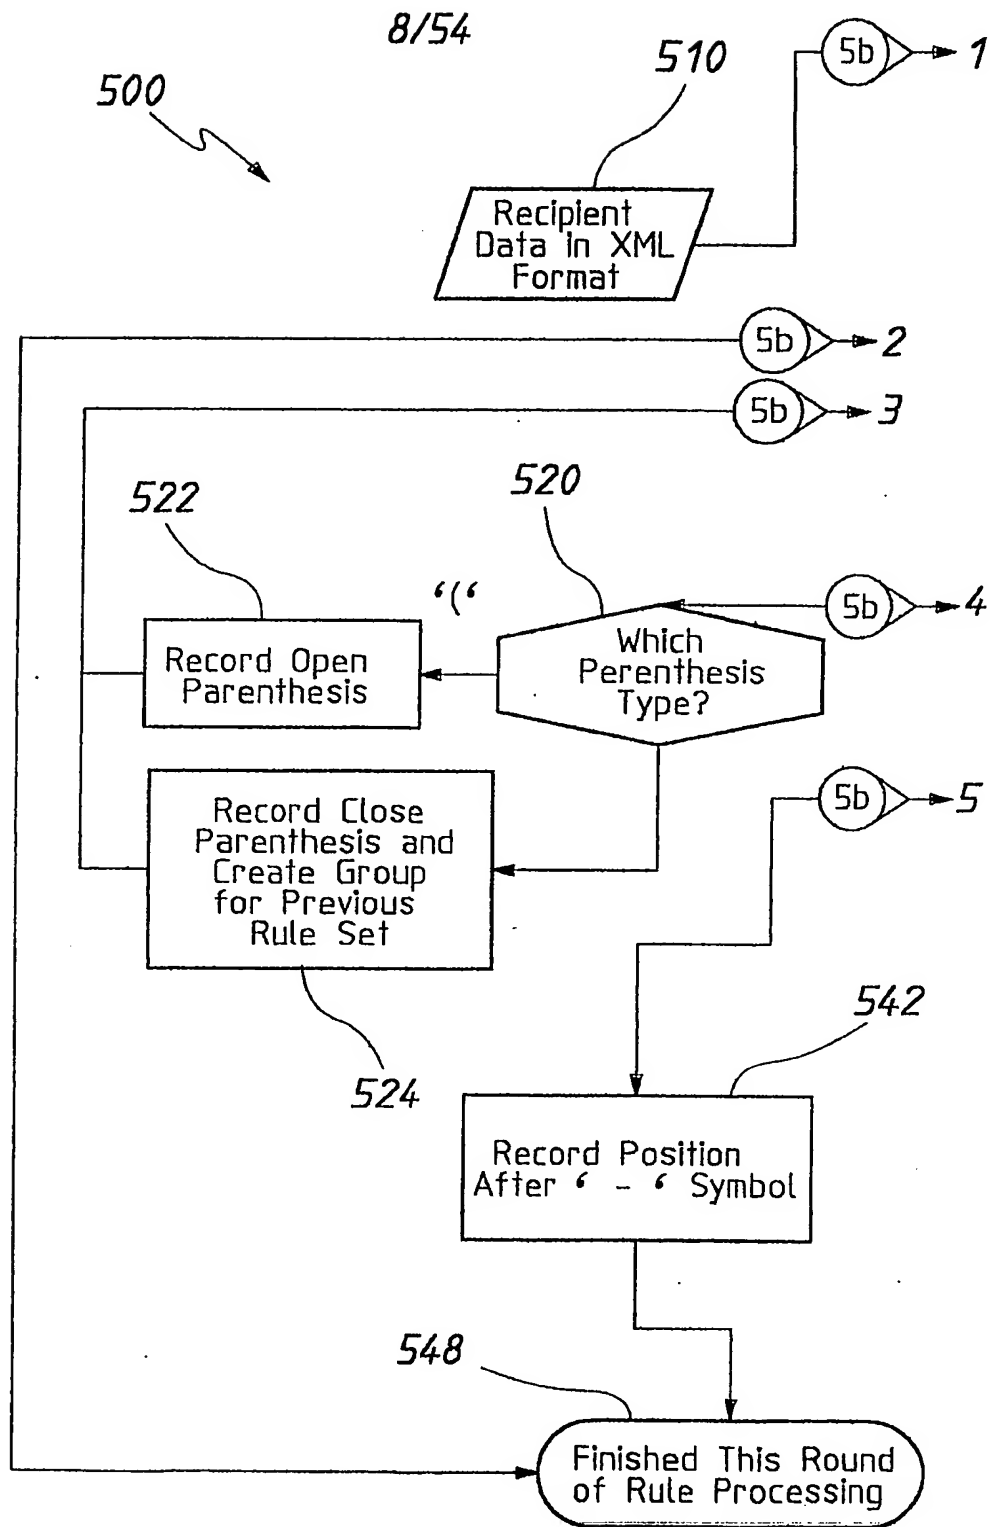 8/54
5b 1
510
500
Recipient
Data in XML
Format
5b 2
5b 3
520
522
‘(‘
5b 4
Which
Perenthesis
Type?
Record Open
Parenthesis
5b 5
Record Close
Parenthesis and
Create Group
for Previous
Rule Set
542
524
Record Position
After ‘ - ‘ Symbol
548
Finished This Round
of Rule Processing